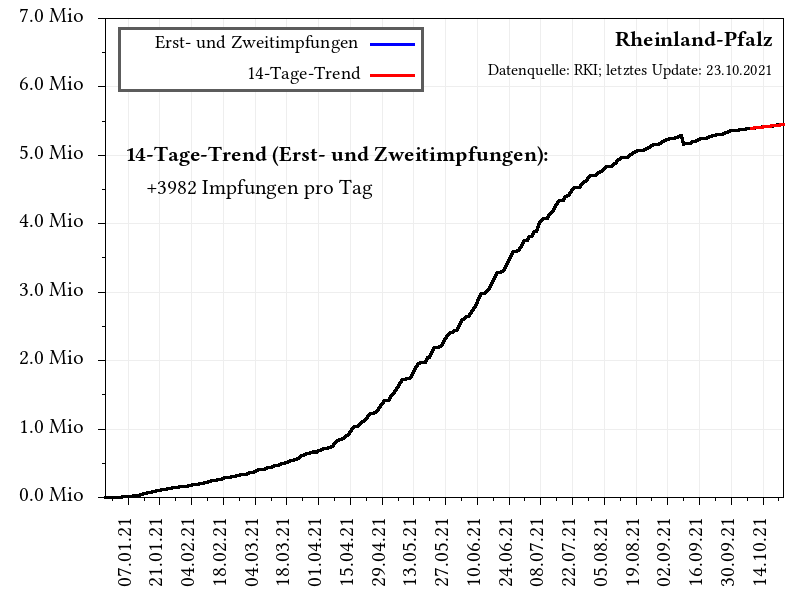 7.0 Mio
6.0 Mio
5.0 Mio
4.0 Mio
3.0 Mio
2.0 Mio
1.0 Mio
0.0 Mio
Erst- und Zweitimpfungen
14-Tage-Trend
Rheinland-Pfalz
Datenquelle: RKI; letztes Update: 23.10.2021
14-Tage-Trend (Erst- und Zweitimpfungen):
+3982 Impfungen pro Tag
07.01.21
21.01.21
04.02.21
18.02.21
04.03.21
18.03.21
01.04.21
15.04.21
29.04.21
13.05.21
27.05.21
10.06.21
24.06.21
08.07.21
22.07.21
05.08.21
19.08.21
02.09.21
16.09.21
30.09.21
14.10.21